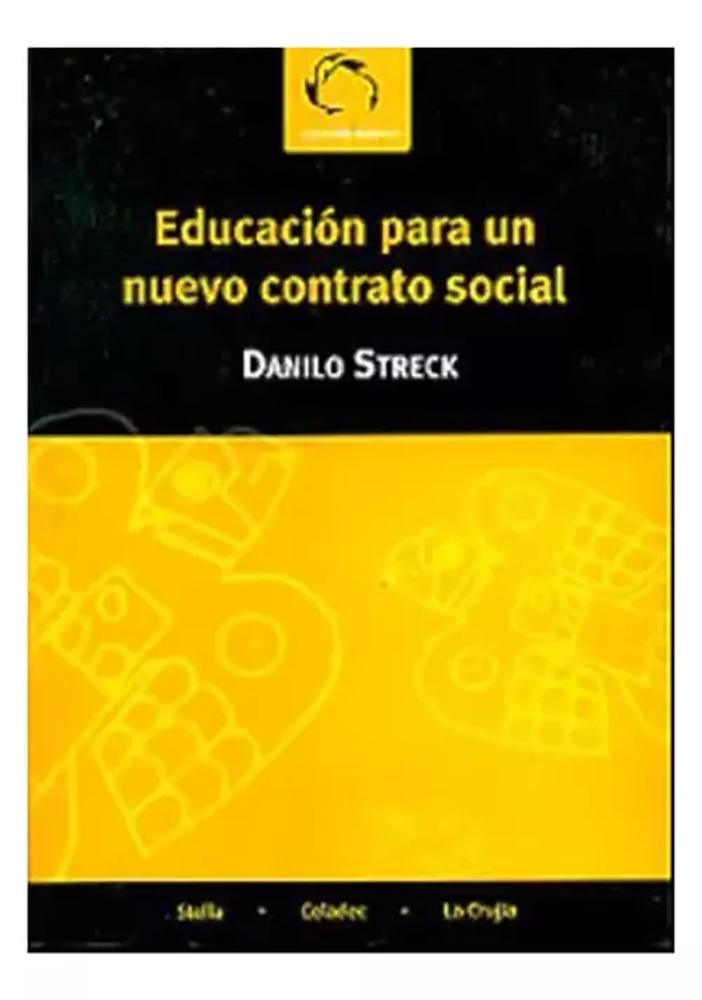 Educación para un
nuevo contrato social
DANILO STRECK
Stella • Celadec • La Crujía